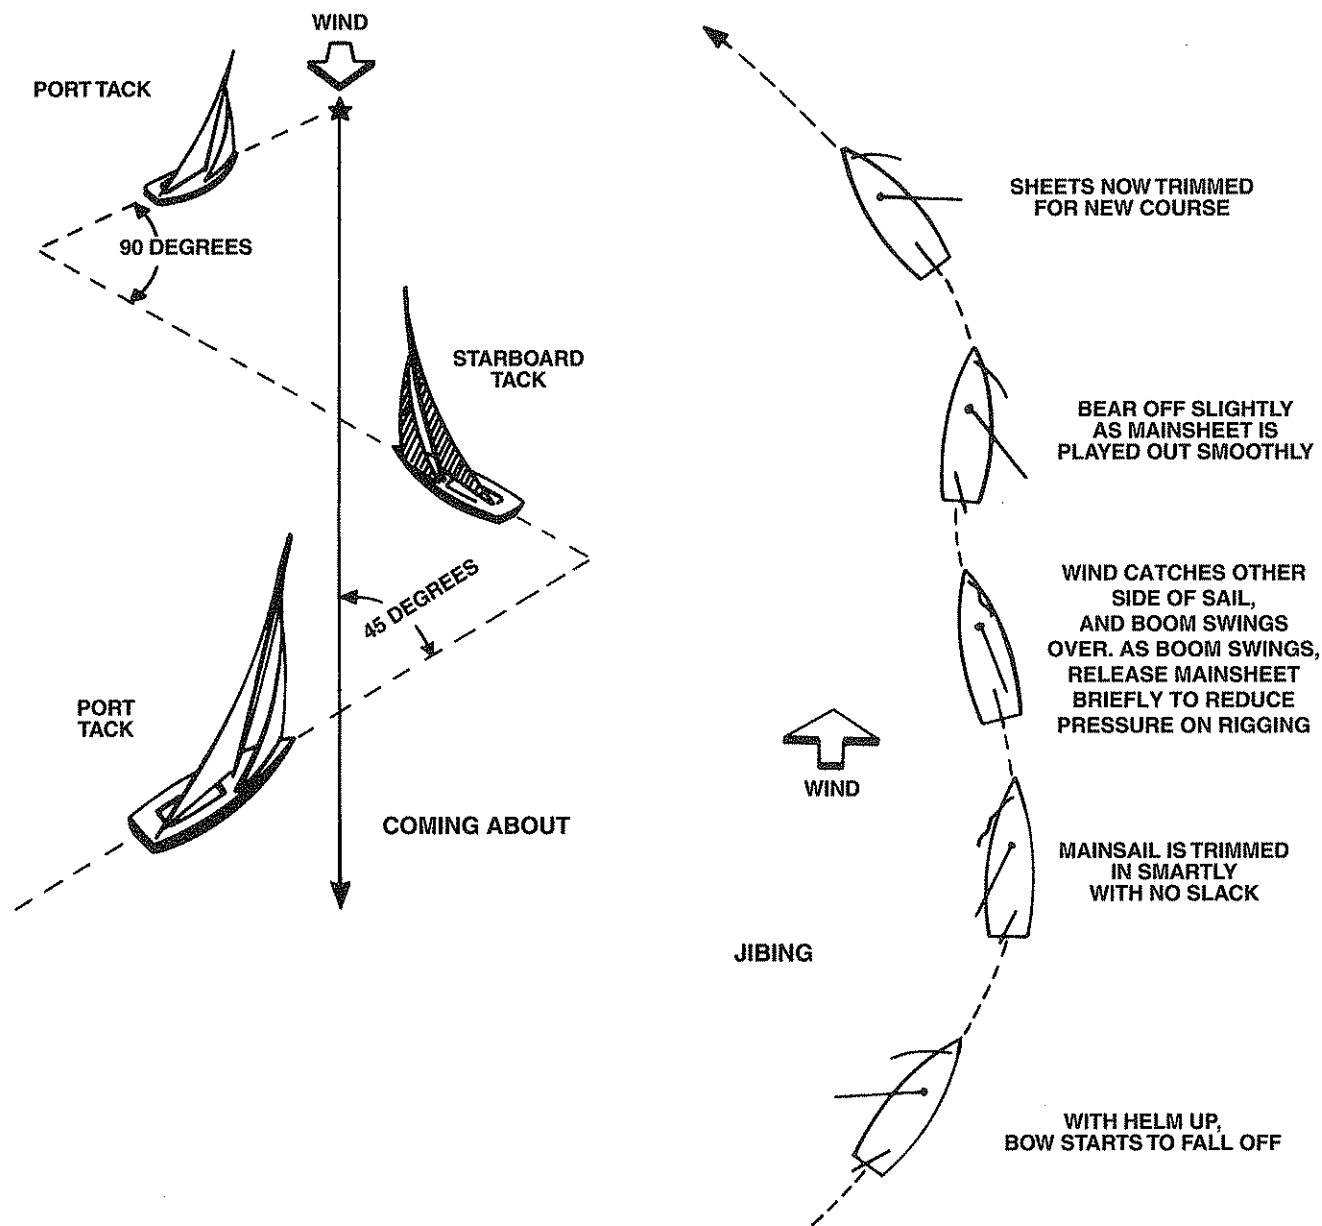 WIND
PORT TACK
90 DEGREES
STARBOARD
TACK
45 DEGREES
PORT
TACK
COMING ABOUT
SHEETS NOW TRIMMED
FOR NEW COURSE
BEAR OFF SLIGHTLY
AS MAINSHEET IS
PLAYED OUT SMOOTHLY
WIND CATCHES OTHER
SIDE OF SAIL,
AND BOOM SWINGS
OVER. AS BOOM SWINGS,
RELEASE MAINSHEET
BRIEFLY TO REDUCE
PRESSURE ON RIGGING
WIND
MAINSAIL IS TRIMMED
IN SMARTLY
WITH NO SLACK
JIBING
WITH HELM UP,
BOW STARTS TO FALL OFF